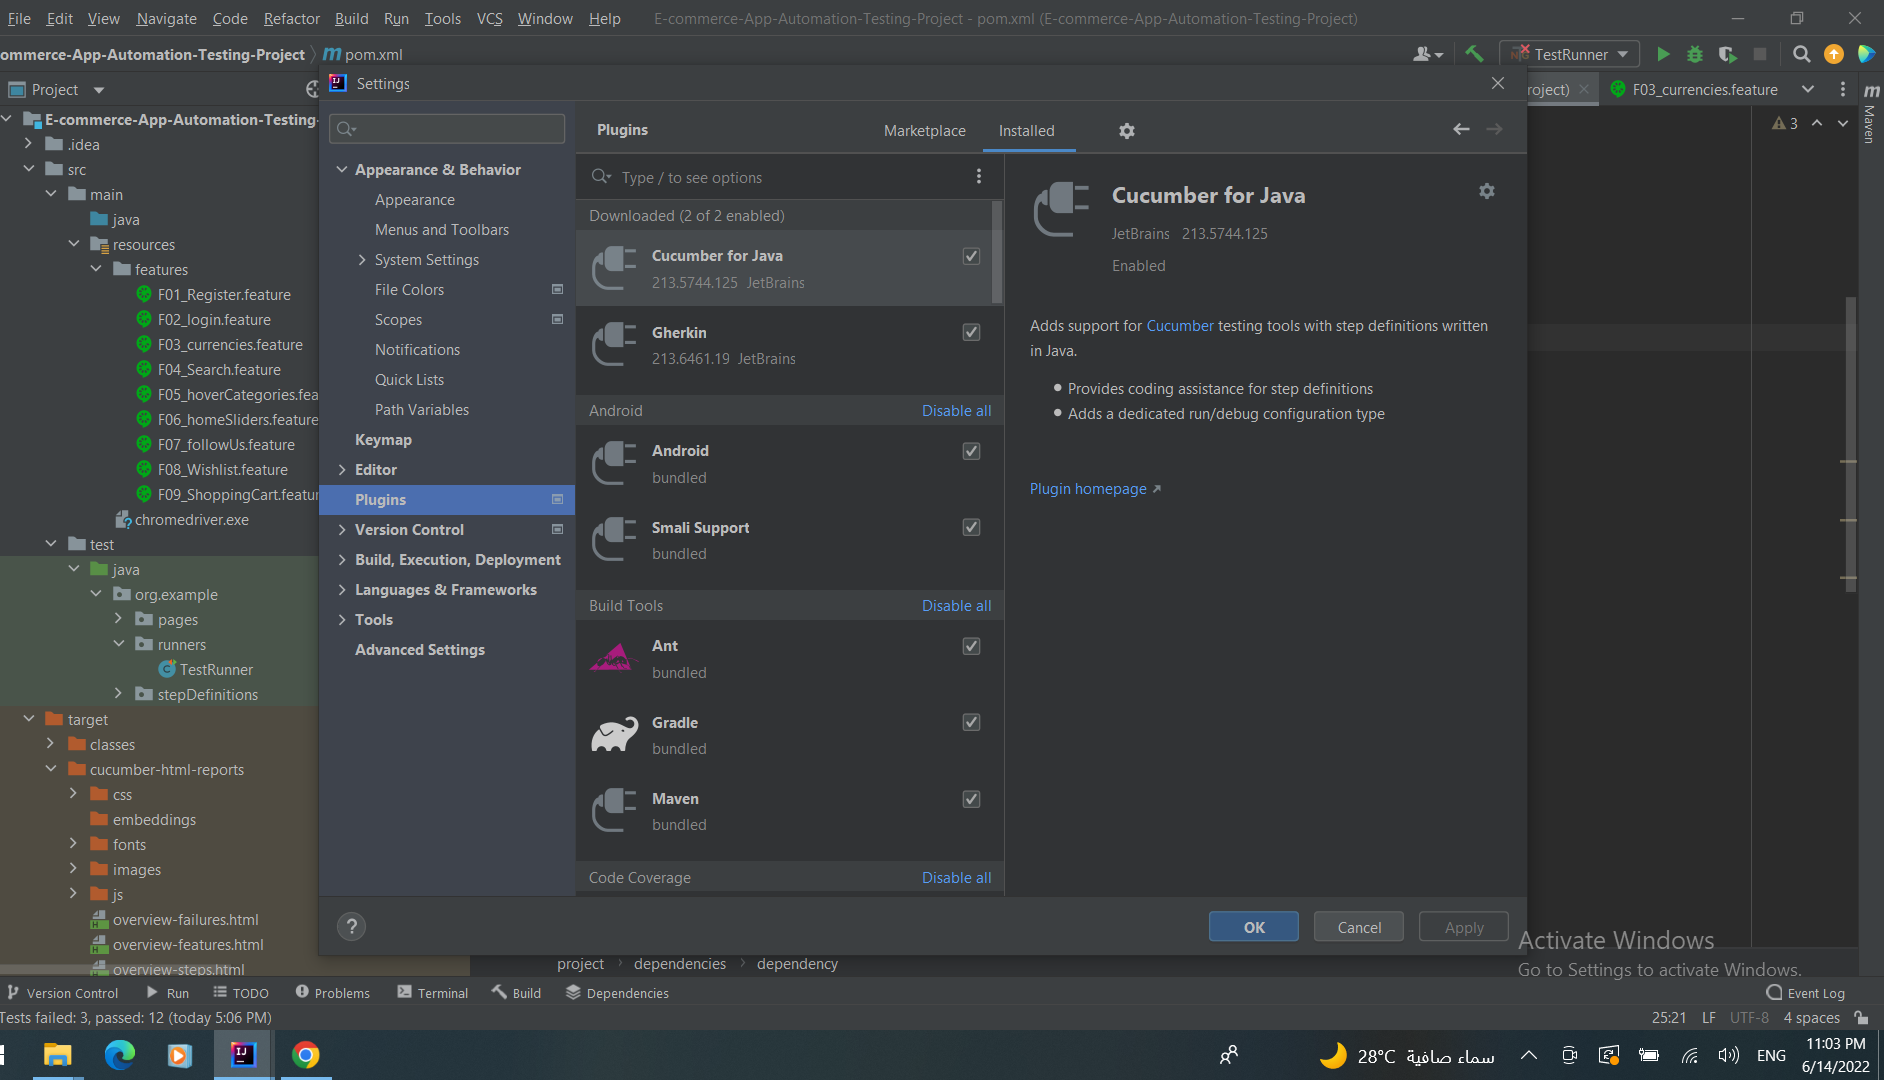 File Edit View Navigate Code Refactor Build Run Tools VCS Window Help E-commerce-App-Automation-Testing-Project - pom.xml (E-commerce-App-Automation-Testing-Project)
ommerce-App-Automation-Testing-Project pom.xml TestRunner
Project
roject) F03_currencies.feature
3
Maven
E-commerce-App-Automation-Testing-
.idea
src
main
java
resources
features
F01_Register.feature
F02_login.feature
F03_currencies.feature
F04_Search.feature
F05_hoverCategories.fea
F06_homeSliders.feature
F07_followUs.feature
F08_Wishlist.feature
F09_ShoppingCart.featur
chromedriver.exe
test
java
org.example
pages
runners
TestRunner
stepDefinitions
target
classes
cucumber-html-reports
css
embeddings
fonts
images
js
overview-failures.html
overview-features.html
overview-steps.html
Settings
Appearance & Behavior
Appearance
Menus and Toolbars
System Settings
File Colors
Scopes
Notifications
Quick Lists
Path Variables
Keymap
Editor
Plugins
Version Control
Build, Execution, Deployment
Languages & Frameworks
Tools
Advanced Settings
Plugins Marketplace Installed
Type / to see options
Downloaded (2 of 2 enabled)
Cucumber for Java
213.5744.125 JetBrains
Gherkin
213.6461.19 JetBrains
Android Disable all
Android
bundled
Smali Support
bundled
Build Tools Disable all
Ant
bundled
Gradle
bundled
Maven
bundled
Code Coverage Disable all
Cucumber for Java
JetBrains 213.5744.125
Enabled
Adds support for Cucumber testing tools with step definitions written
in Java.
Provides coding assistance for step definitions
Adds a dedicated run/debug configuration type
Plugin homepage
? OK Cancel Apply
Activate Windows
Go to Settings to activate Windows.
project dependencies dependency
Version Control Run TODO Problems Terminal Build Dependencies Event Log
Tests failed: 3, passed: 12 (today 5:06 PM) 25:21 LF UTF-8 4 spaces
28°C سماء صافية ENG 11:03 PM
6/14/2022